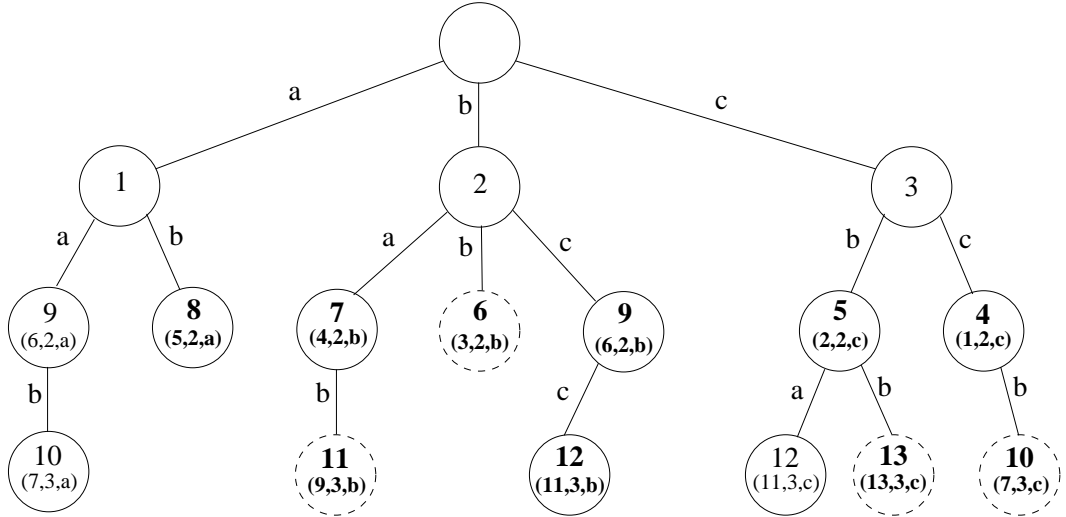 a
b
c
1
2
3
a
b
a
b
c
b
c
9
(6,2,a)
8
(5,2,a)
7
(4,2,b)
6
(3,2,b)
9
(6,2,b)
5
(2,2,c)
4
(1,2,c)
b
b
c
a
b
b
10
(7,3,a)
11
(9,3,b)
12
(11,3,b)
12
(11,3,c)
13
(13,3,c)
10
(7,3,c)